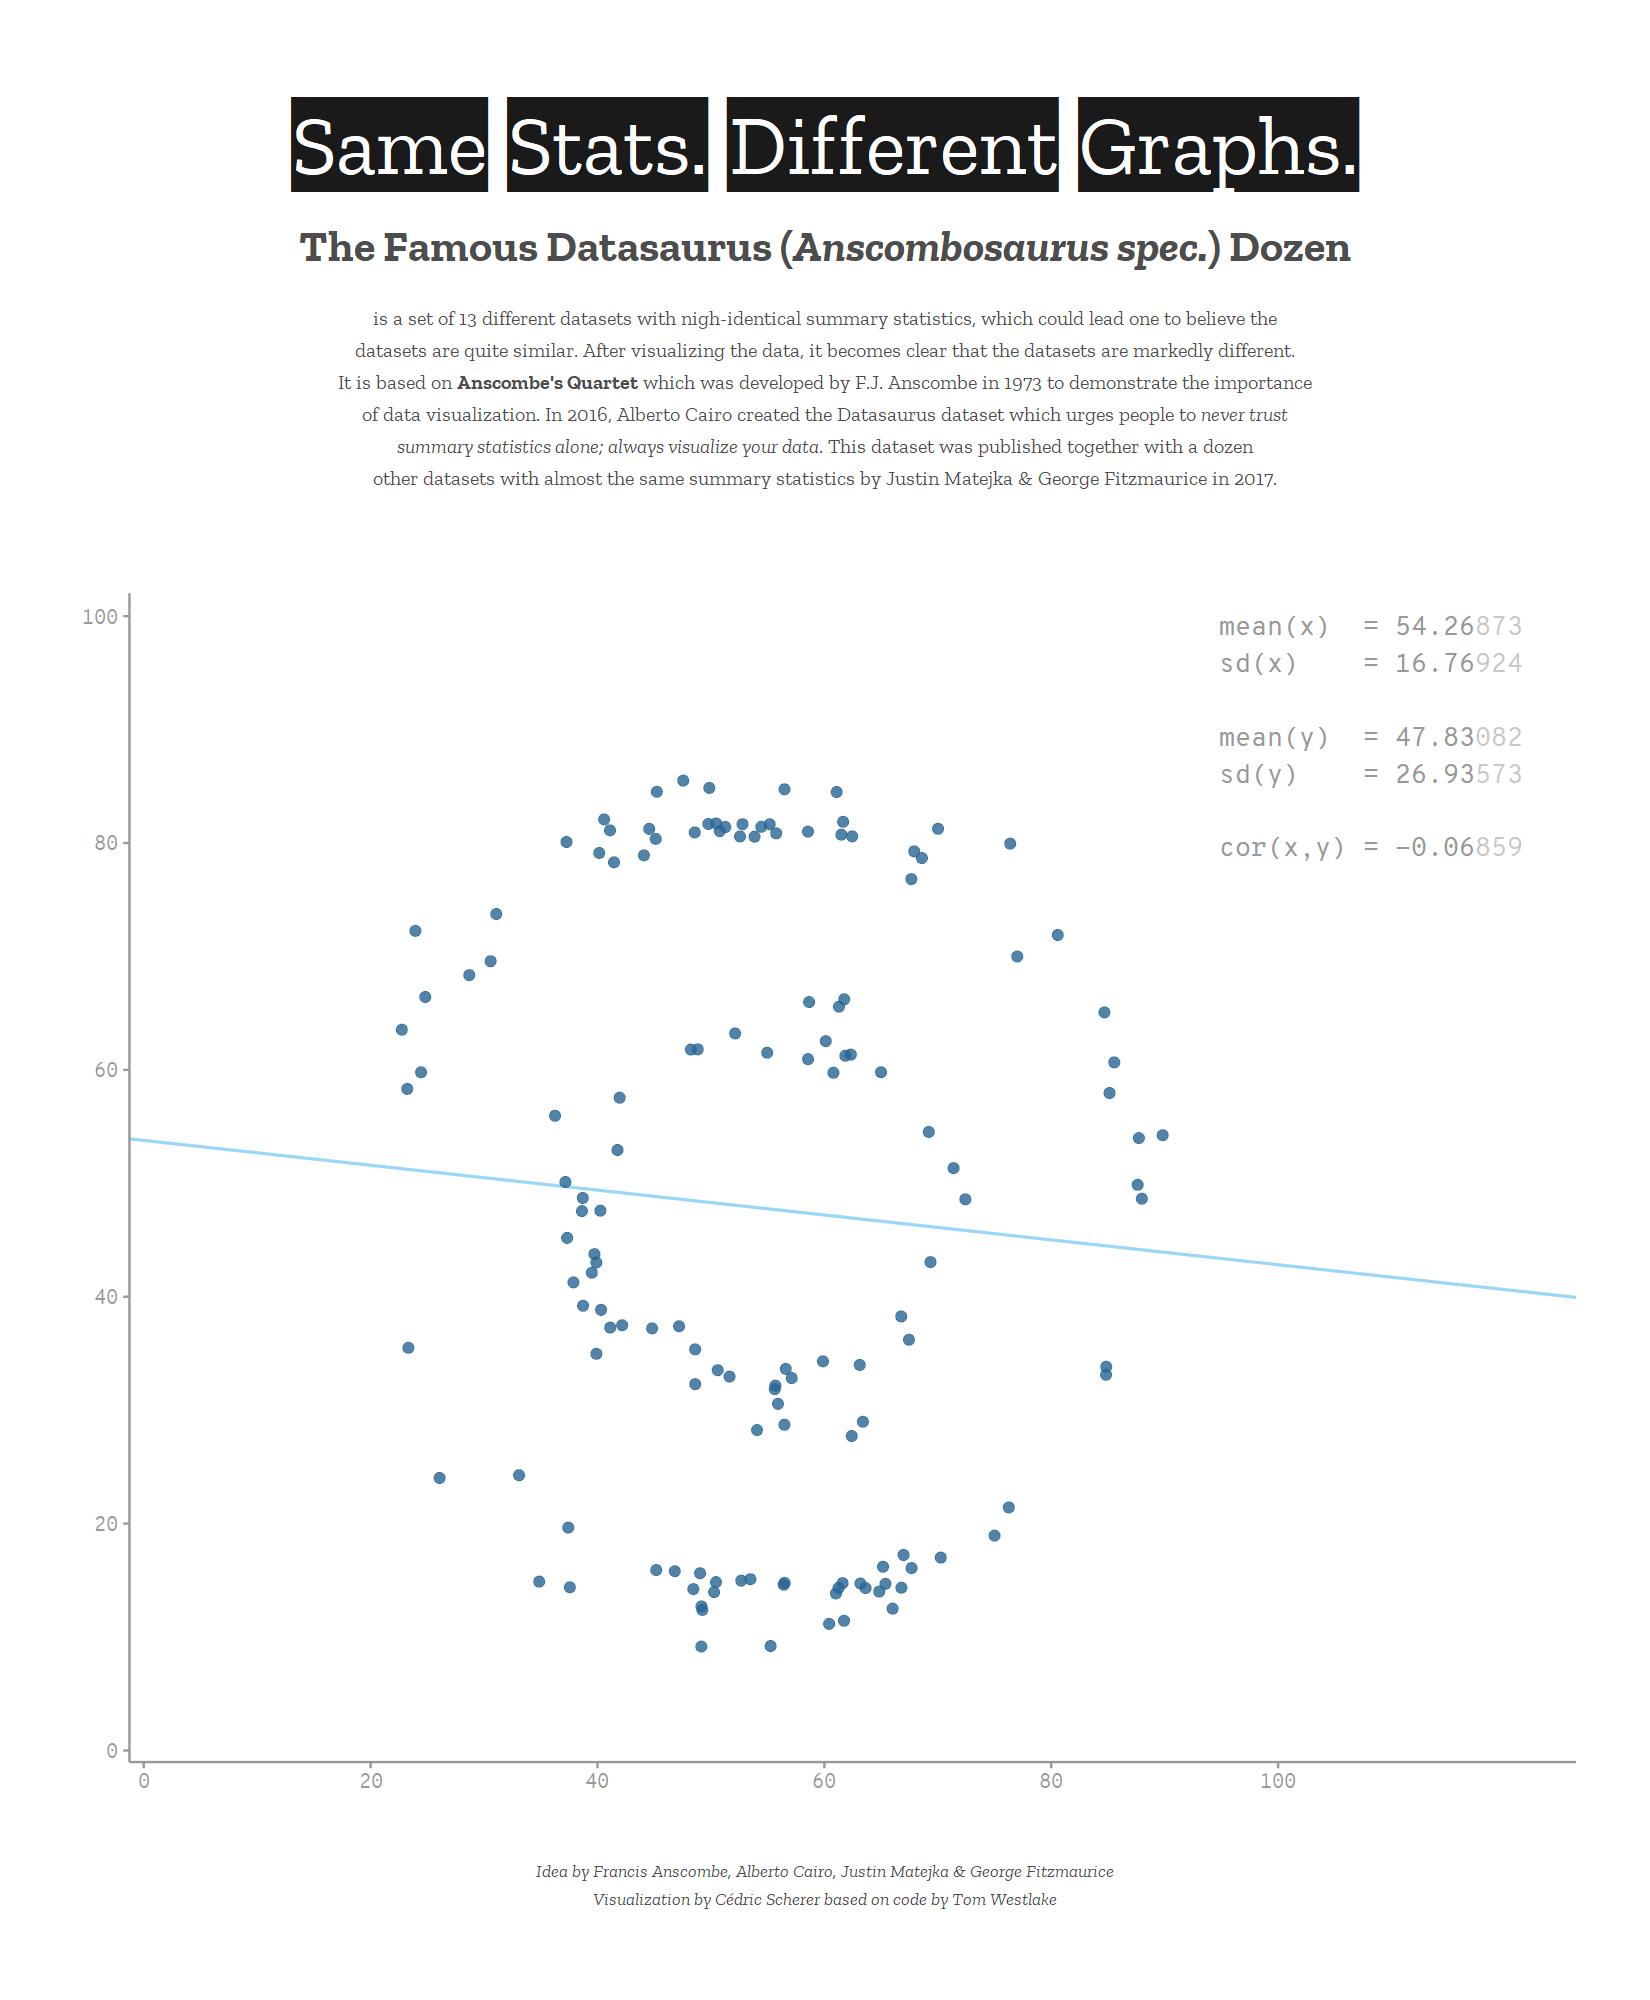 Same Stats. Different Graphs.
The Famous Datasaurus (Anscombosaurus spec.) Dozen
is a set of 13 different datasets with nigh-identical summary statistics, which could lead one to believe the
datasets are quite similar. After visualizing the data, it becomes clear that the datasets are markedly different.
It is based on Anscombe's Quartet which was developed by F.J. Anscombe in 1973 to demonstrate the importance
of data visualization. In 2016, Alberto Cairo created the Datasaurus dataset which urges people to never trust
summary statistics alone; always visualize your data. This dataset was published together with a dozen
other datasets with almost the same summary statistics by Justin Matejka & George Fitzmaurice in 2017.
mean(x) = 54.26873
sd(x) = 16.76924
mean(y) = 47.83082
sd(y) = 26.93573
cor(x,y) = −0.06859
100
80
60
40
20
0
0 20 40 60 80 100
Idea by Francis Anscombe, Alberto Cairo, Justin Matejka & George Fitzmaurice
Visualization by Cédric Scherer based on code by Tom Westlake